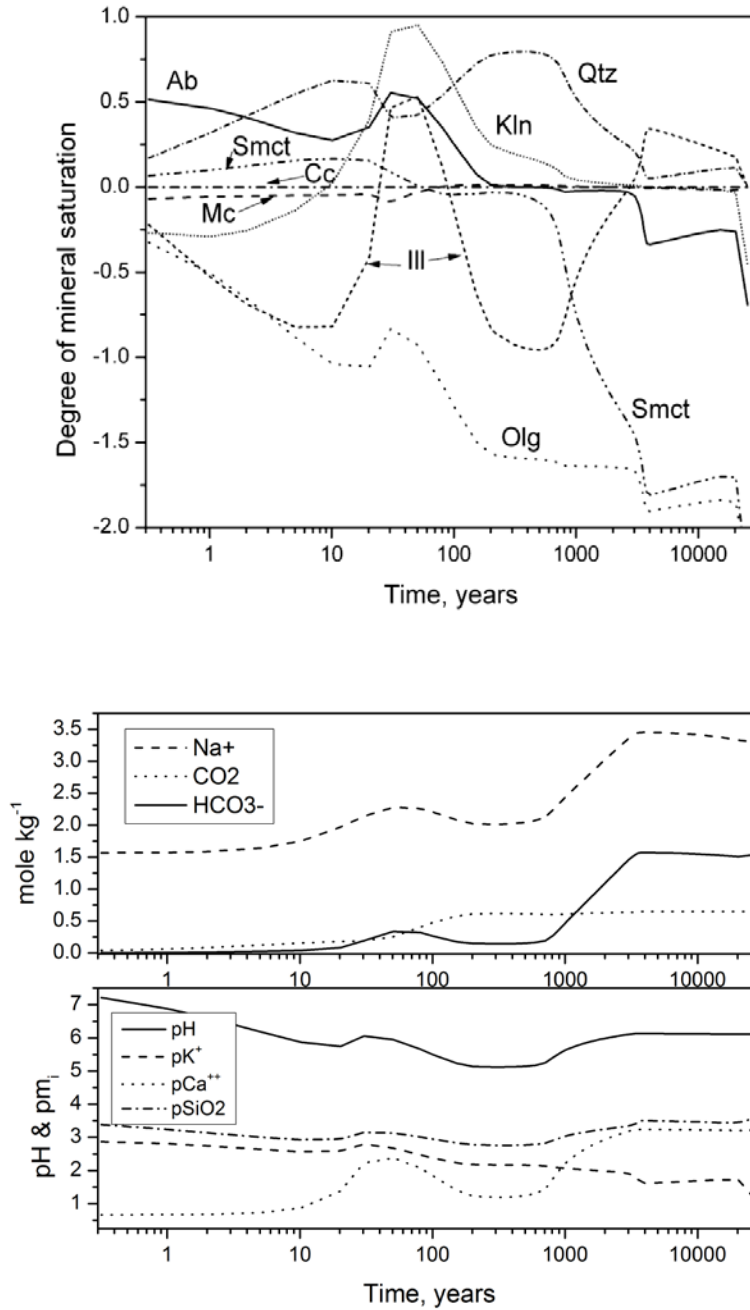 Degree of mineral saturation
1.0
0.5
0.0
-0.5
-1.0
-1.5
-2.0
Ab
Qtz
Kln
Smct
Cc
Mc
Ill
Olg
Smct
1 10 100 1000 10000
Time, years
mole kg-1
3.5
3.0
2.5
2.0
1.5
1.0
0.5
0.0
Na+
CO2
HCO3-
1 10 100 1000 10000
pH & pmi
7
6
5
4
3
2
1
pH
pK+
pCa++
pSiO2
1 10 100 1000 10000
Time, years